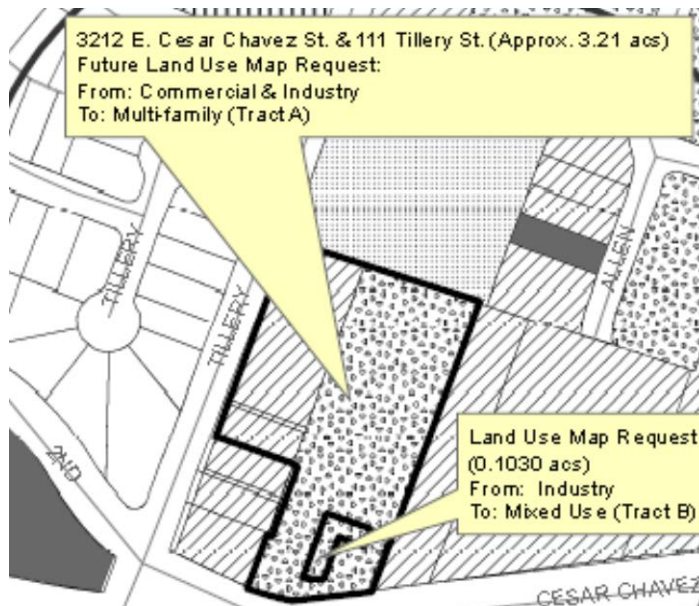 3212 E. Cesar Chavez St. & 111 Tillery St. (Approx. 3.21 acs)
Future Land Use Map Request:
From: Commercial & Industry
To: Multi-family (Tract A)
TILLERY
TILLERY
ALLEN
2ND
Land Use Map Request
(0.1030 acs)
From: Industry
To: Mixed Use (Tract B)
CESAR CHAVEZ